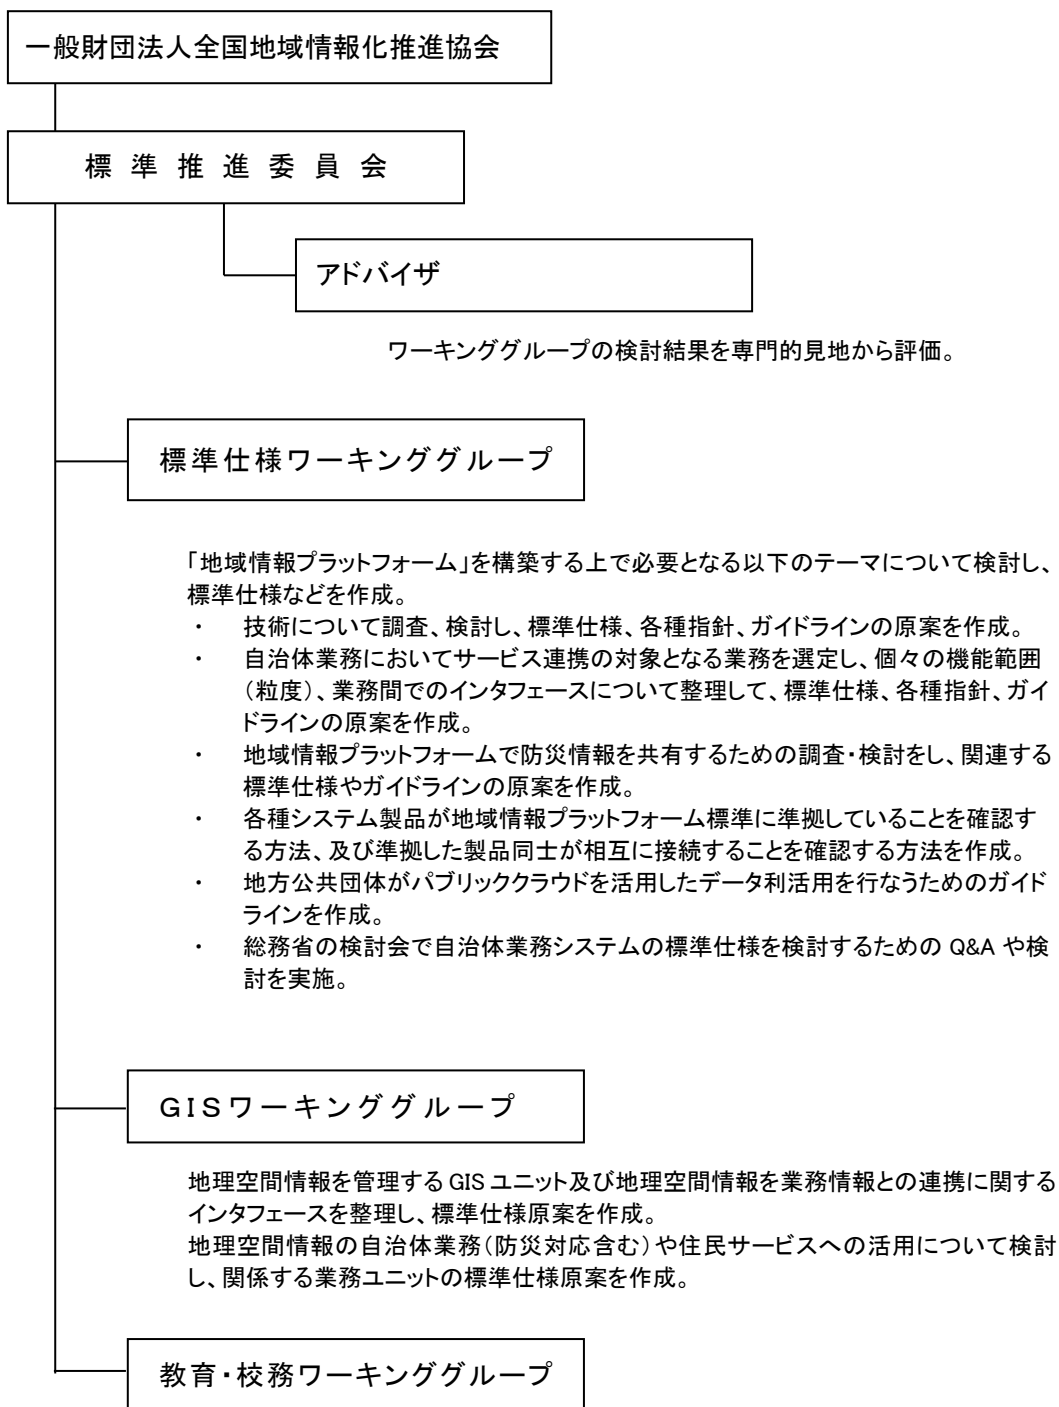 一般財団法人全国地域情報化推進協会
標準推進委員会
アドバイザ
ワーキンググループの検討結果を専門的見地から評価。
標準仕様ワーキンググループ
「地域情報プラットフォーム」を構築する上で必要となる以下のテーマについて検討し、
標準仕様などを作成。
・ 技術について調査、検討し、標準仕様、各種指針、ガイドラインの原案を作成。
・ 自治体業務においてサービス連携の対象となる業務を選定し、個々の機能範囲
（粒度）、業務間でのインタフェースについて整理して、標準仕様、各種指針、ガイ
ドラインの原案を作成。
・ 地域情報プラットフォームで防災情報を共有するための調査・検討をし、関連する
標準仕様やガイドラインの原案を作成。
・ 各種システム製品が地域情報プラットフォーム標準に準拠していることを確認す
る方法、及び準拠した製品同士が相互に接続することを確認する方法を作成。
・ 地方公共団体がパブリッククラウドを活用したデータ利活用を行なうためのガイド
ラインを作成。
・ 総務省の検討会で自治体業務システムの標準仕様を検討するための Q&A や検
討を実施。
GISワーキンググループ
地理空間情報を管理する GIS ユニット及び地理空間情報を業務情報との連携に関する
インタフェースを整理し、標準仕様原案を作成。
地理空間情報の自治体業務（防災対応含む）や住民サービスへの活用について検討
し、関係する業務ユニットの標準仕様原案を作成。
教育・校務ワーキンググループ